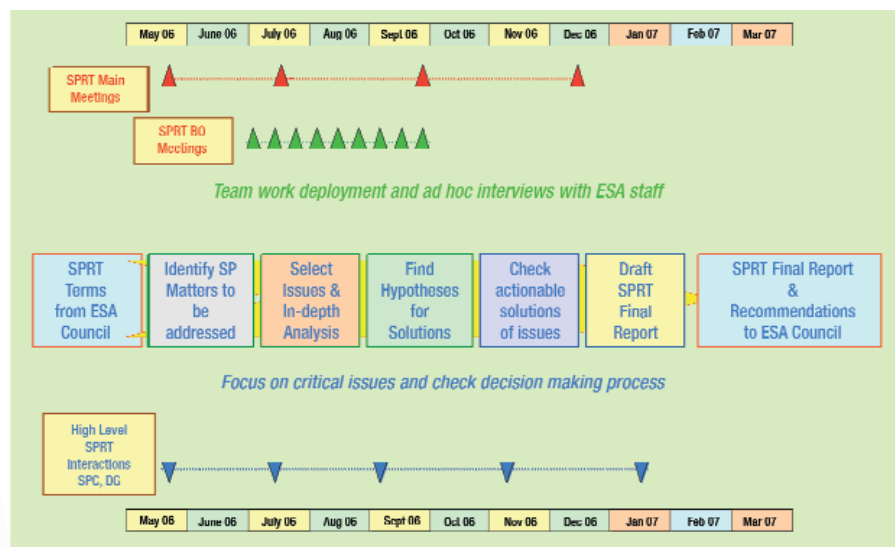 May 06 June 06 July 06 Aug 06 Sept 06 Oct 06 Nov 06 Dec 06 Jan 07 Feb 07 Mar 07
SPRT Main
Meetings
SPRT BO
Meetings
Team work deployment and ad hoc interviews with ESA staff
SPRT
Terms
from ESA
Council
Identify SP
Matters to
be
addressed
Select
Issues &
In-depth
Analysis
Find
Hypotheses
for
Solutions
Check
actionable
solutions
of issues
Draft
SPRT
Final
Report
SPRT Final Report
&
Recommendations
to ESA Council
Focus on critical issues and check decision making process
High Level
SPRT
Interactions
SPC, DG
May 06 June 06 July 06 Aug 06 Sept 06 Oct 06 Nov 06 Dec 06 Jan 07 Feb 07 Mar 07